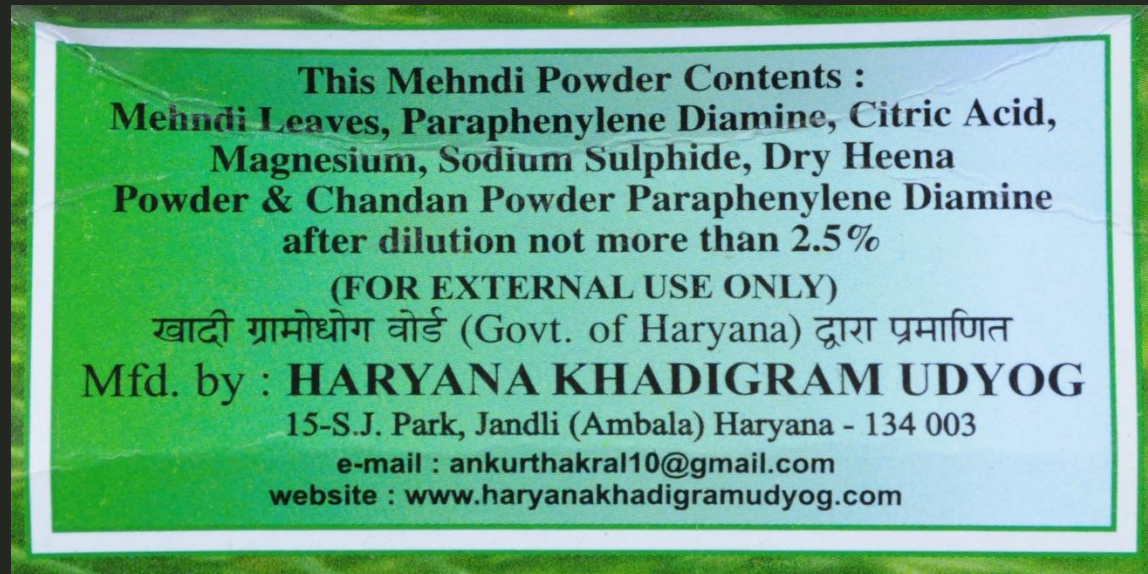 This Mehndi Powder Contents :
Mehndi Leaves, Paraphenylene Diamine, Citric Acid,
Magnesium, Sodium Sulphide, Dry Heena
Powder & Chandan Powder Paraphenylene Diamine
after dilution not more than 2.5%
(FOR EXTERNAL USE ONLY)
खादी ग्रामोधोग वोर्ड (Govt. of Haryana) द्वारा प्रमाणित
Mfd. by : HARYANA KHADIGRAM UDYOG
15-S.J. Park, Jandli (Ambala) Haryana - 134 003
e-mail : ankurthakral10@gmail.com
website : www.haryanakhadigramudyog.com